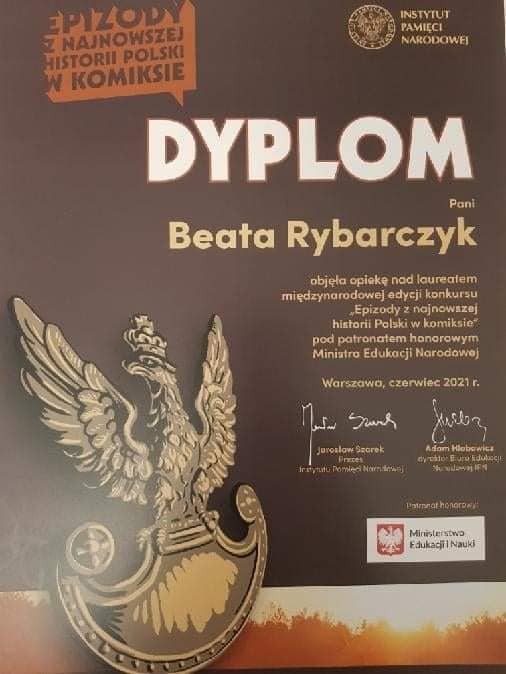 EPIZODY
Z NAJNOWSZEJ
HISTORII POLSKI
W KOMIKSIE
INSTYTUT
PAMIĘCI
NARODOWEJ
DYPLOM
Pani
Beata Rybarczyk
objęła opiekę nad laureatem
międzynarodowej edycji konkursu
„Epizody z najnowszej
historii Polski w komiksie"
pod patronatem honorowym
Ministra Edukacji Narodowej
Warszawa, czerwiec 2021 r.
Jarosław Szarek
Prezes
Instytutu Pamięci Narodowej
Adam Hlebowicz
dyrektor Biura Edukacji
Narodowej IPN
Patronat honorowy:
Ministerstwo
Edukacji i Nauki